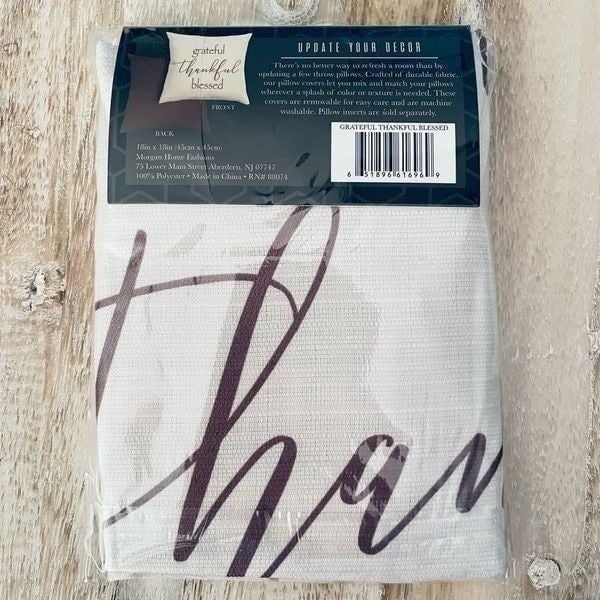 grateful
thankful
blessed
FRONT
BACK
18in x 18in (45cm x 45cm)
Morgan Home Fashions
75 Lower Main Street Aberdeen, NJ 07747
100% Polyester • Made in China • RN# 88074
UPDATE YOUR DECOR
There's no better way to refresh a room than by
updating a few throw pillows. Crafted of durable fabric,
our pillow covers let you mix and match your pillows
wherever a splash of color or texture is needed. These
covers are removable for easy care and are machine
washable. Pillow inserts are sold separately.
GRATEFUL THANKFUL BLESSED
6 51896 61696 9
than